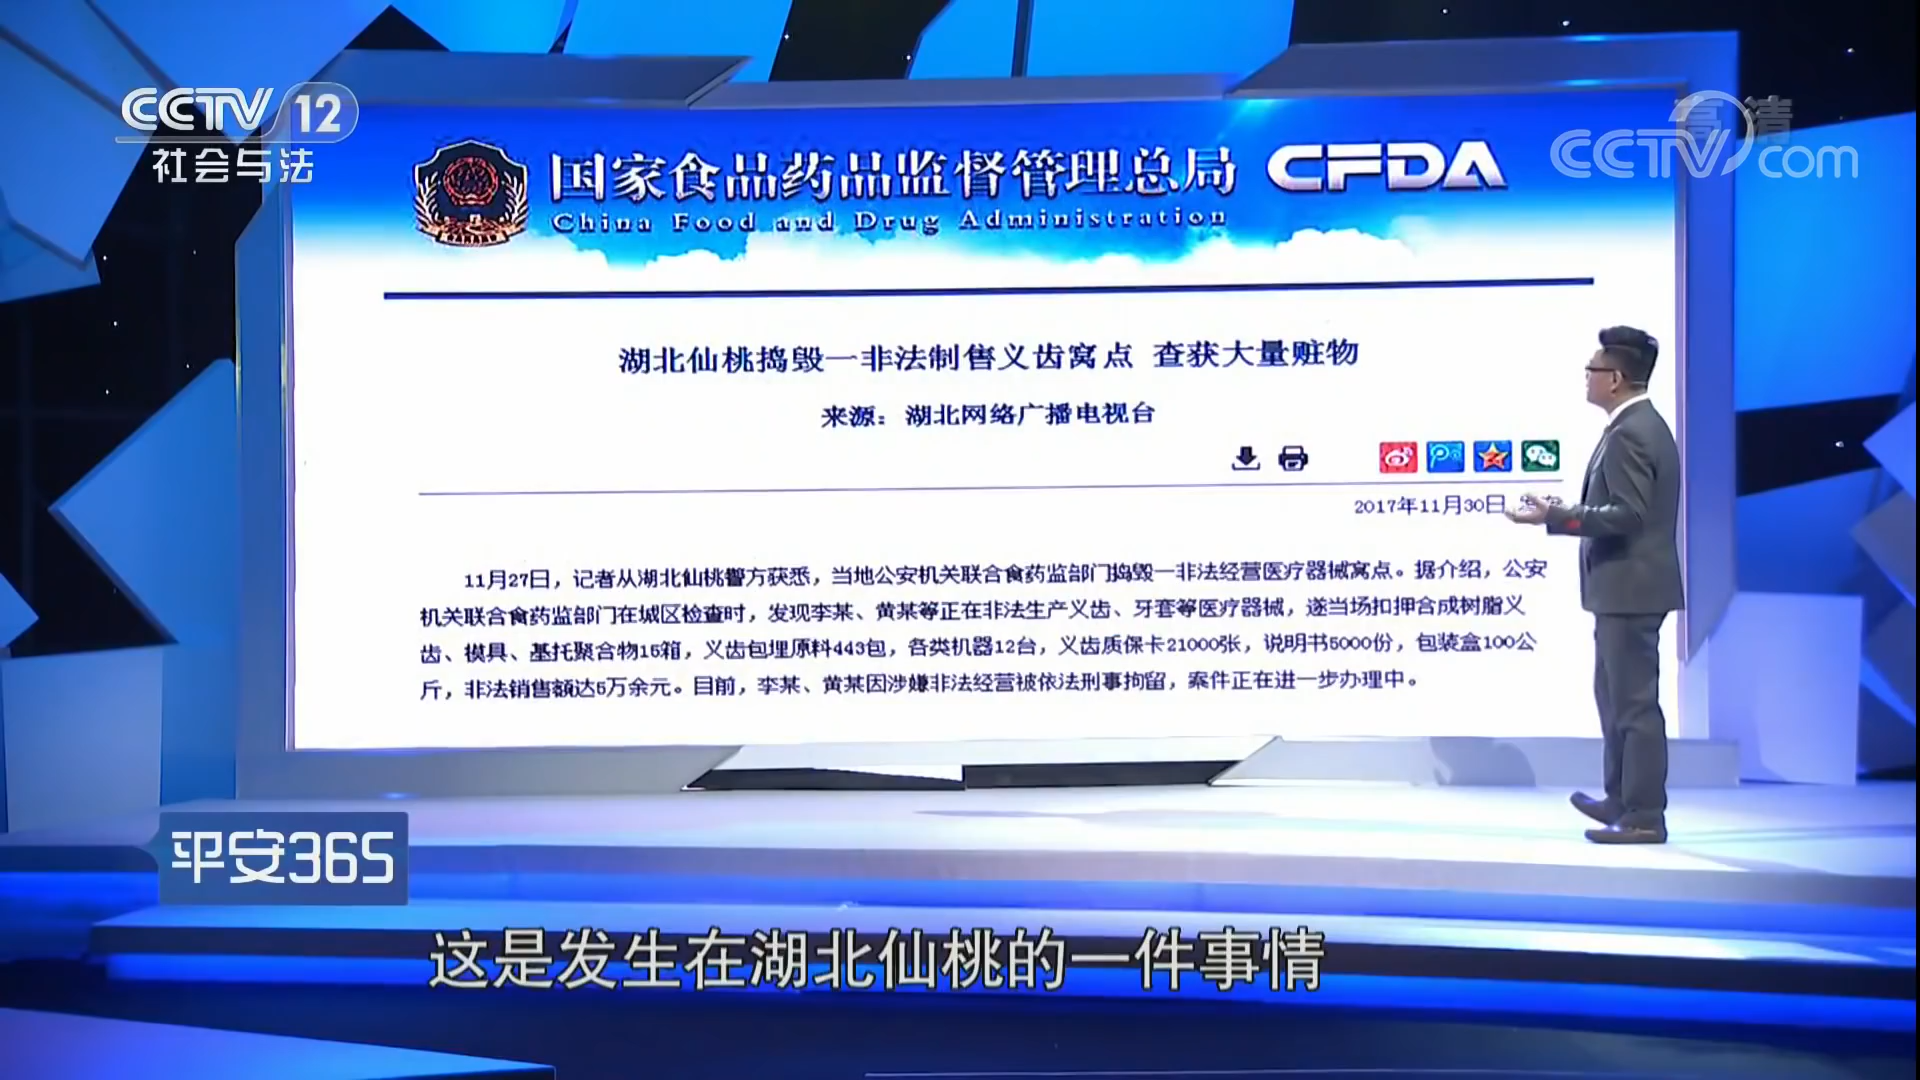 CCTV 12
社会与法
高清
CCTV com
国家食品药品监督管理总局 CFDA
China Food and Drug Administration
湖北仙桃捣毁一非法制售义齿窝点 查获大量赃物
来源：湖北网络广播电视台
2017年11月30日
11月27日，记者从湖北仙桃警方获悉，当地公安机关联合食药监部门捣毁一非法经营医疗器械窝点。据介绍，公安
机关联合食药监部门在城区检查时，发现李某、黄某等正在非法生产义齿、牙套等医疗器械，遂当场扣押合成树脂义
齿、模具、基托聚合物15箱，义齿包埋原料443包，各类机器12台，义齿质保卡21000张，说明书5000份，包装盒100公
斤，非法销售额达5万余元。目前，李某、黄某因涉嫌非法经营被依法刑事拘留，案件正在进一步办理中。
平安365
这是发生在湖北仙桃的一件事情